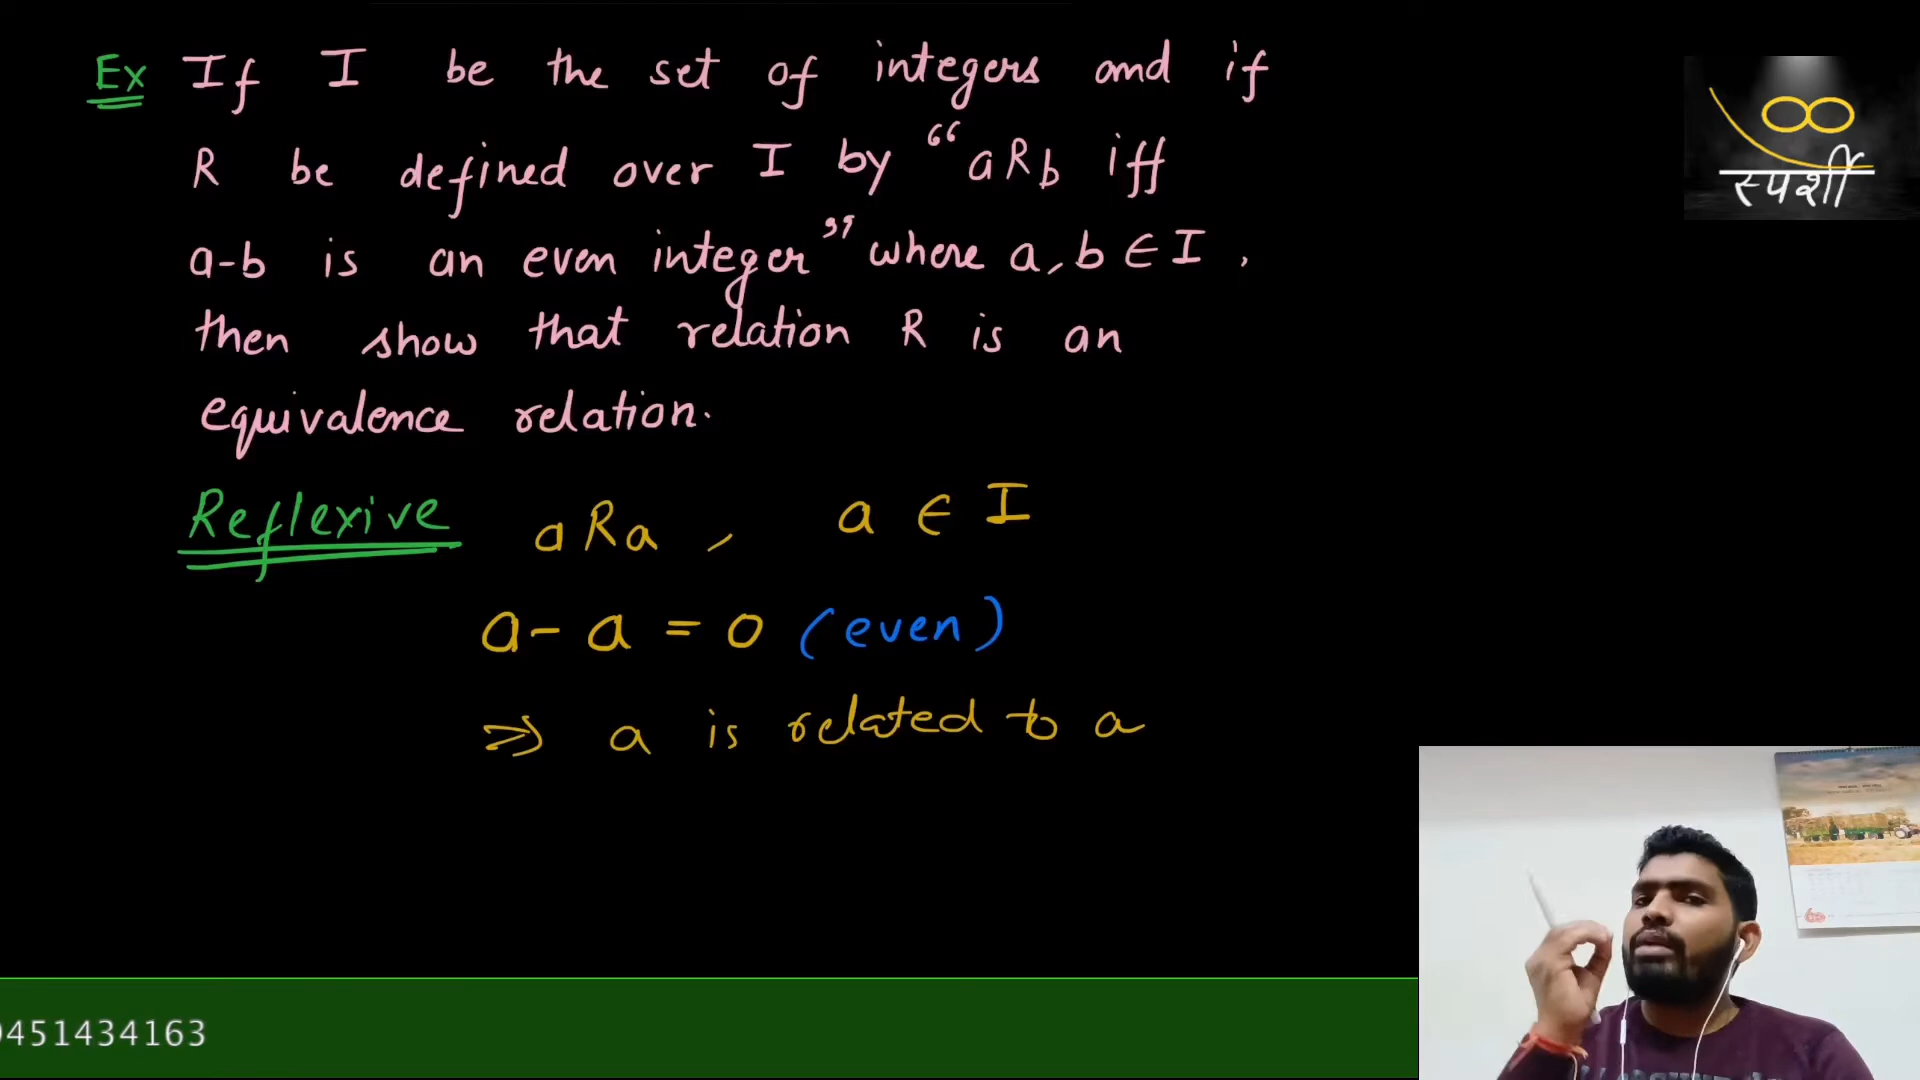 Ex If I be the set of integers and if
R be defined over I by “aRb iff
a-b is an even integer” where a, b ∈ I,
then show that relation R is an
equivalence relation.
Reflexive aRa, a ∈ I
a - a = 0 (even)
⇒ a is related to a
स्पर्शी
451434163